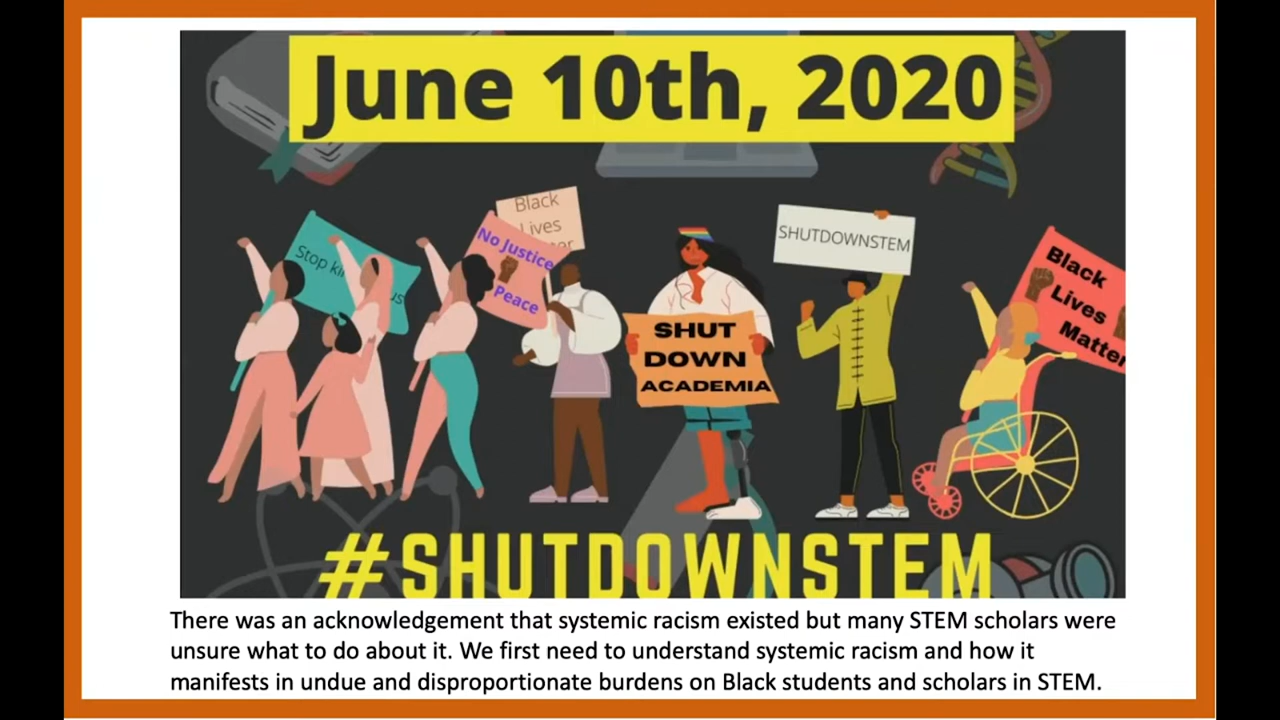 June 10th, 2020
Black
Lives
Stop
No Justice
Peace
SHUTDOWNSTEM
SHUT
DOWN
ACADEMIA
Black
Lives
Matter
#SHUTDOWNSTEM
There was an acknowledgement that systemic racism existed but many STEM scholars were
unsure what to do about it. We first need to understand systemic racism and how it
manifests in undue and disproportionate burdens on Black students and scholars in STEM.